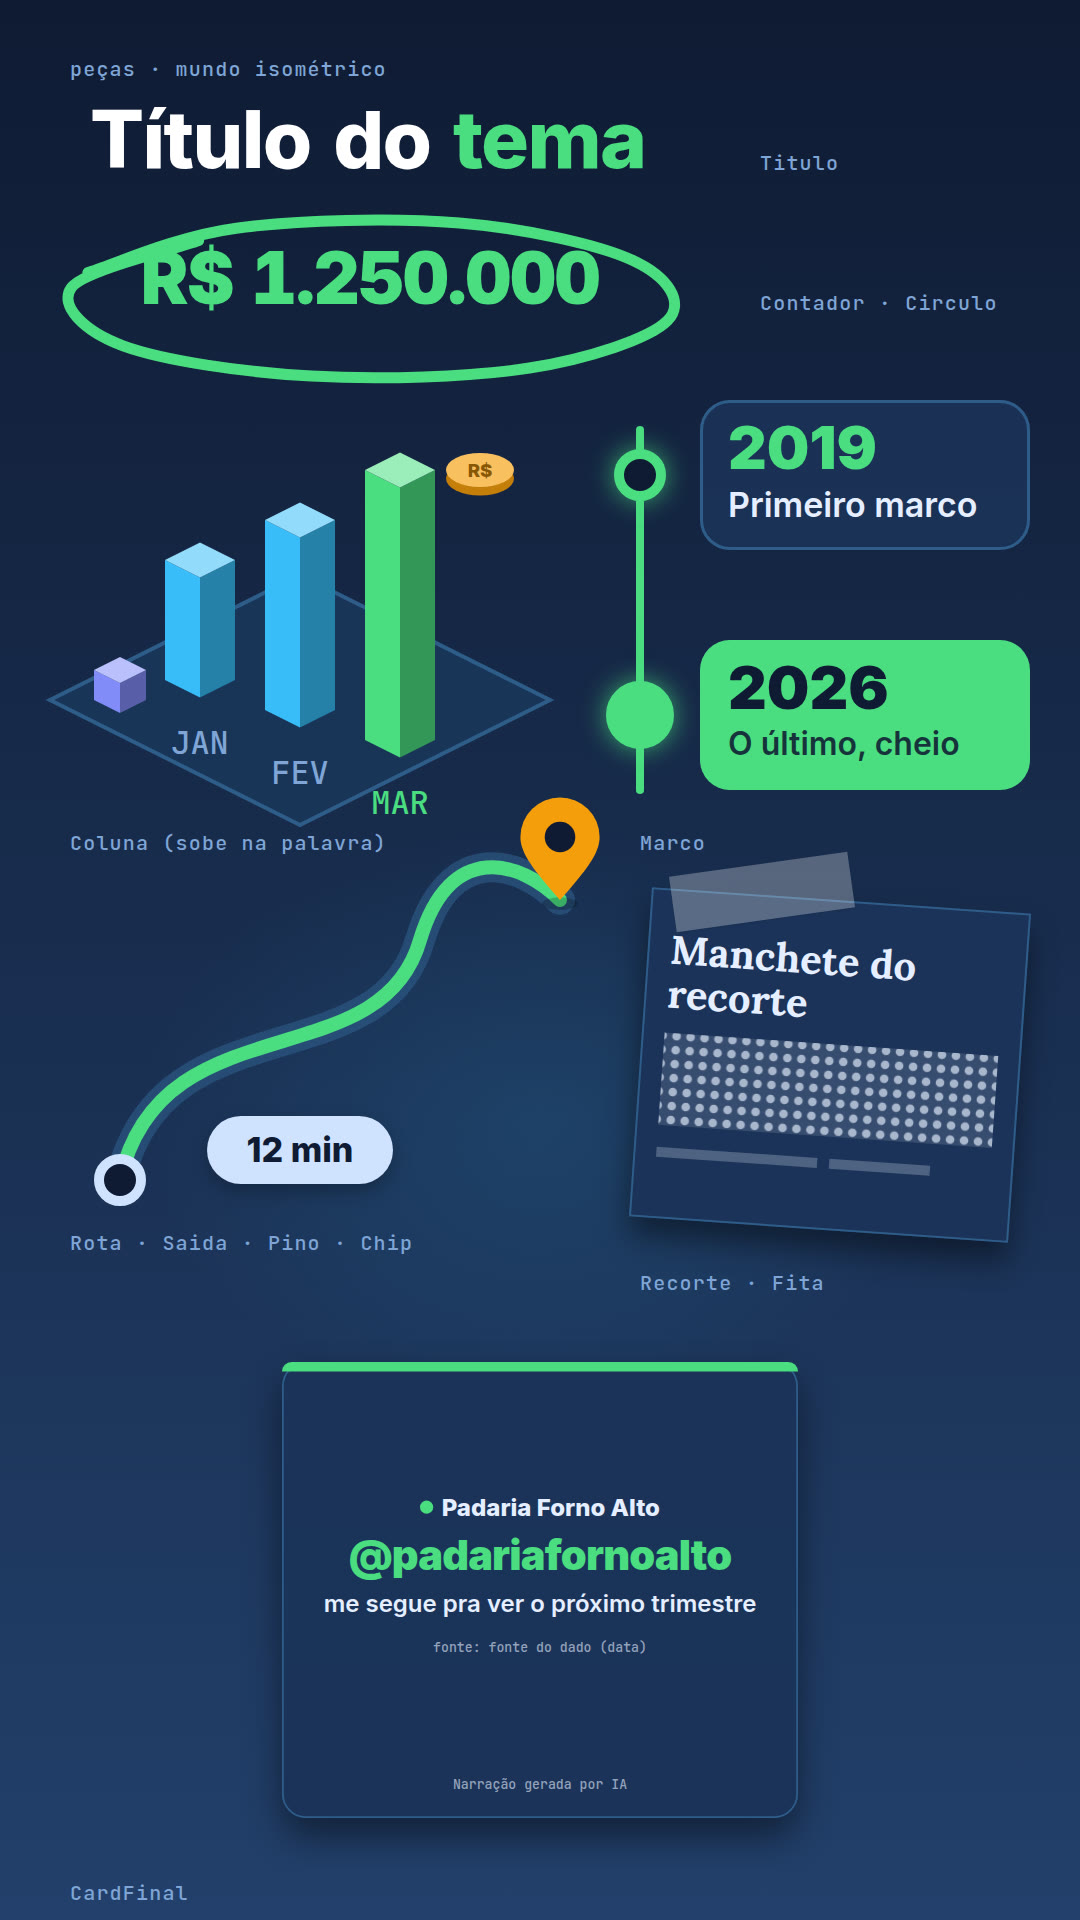 peças · mundo isométrico
Título do tema
Titulo
R$ 1.250.000
Contador · Circulo
R$
JAN
FEV
MAR
Coluna (sobe na palavra)
2019
Primeiro marco
2026
O último, cheio
Marco
12 min
Rota · Saida · Pino · Chip
Manchete do
recorte
Recorte · Fita
Padaria Forno Alto
@padariafornoalto
me segue pra ver o próximo trimestre
fonte: fonte do dado (data)
Narração gerada por IA
CardFinal